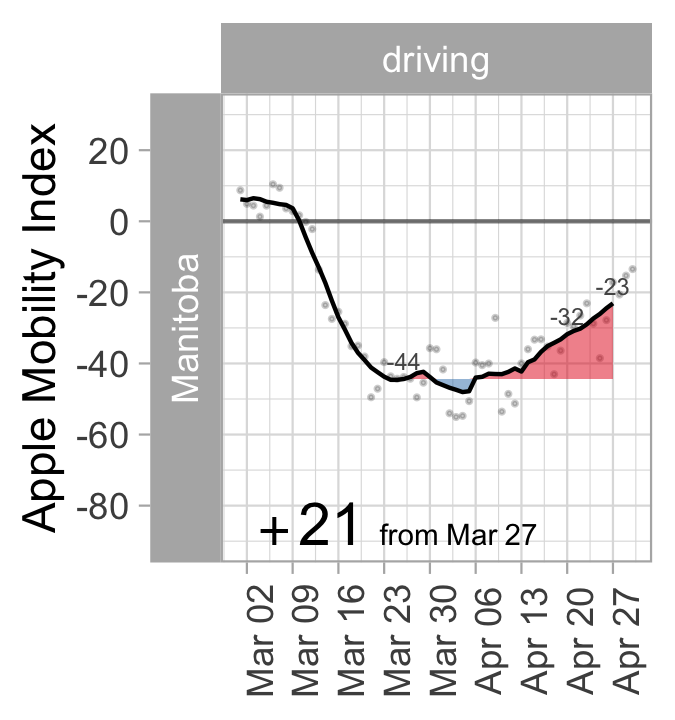 driving
Apple Mobility Index
Manitoba
20
0
-20
-40
-60
-80
-44
-32
-23
+21 from Mar 27
Mar 02
Mar 09
Mar 16
Mar 23
Mar 30
Apr 06
Apr 13
Apr 20
Apr 27